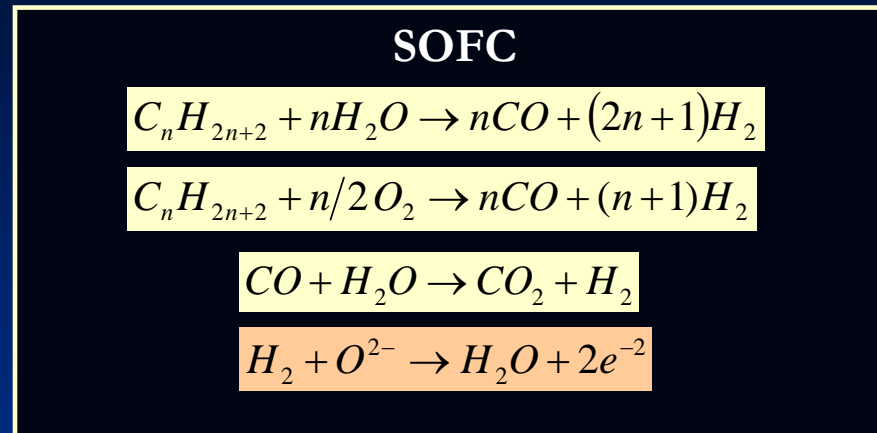 SOFC
CₙH₂ₙ₊₂ + nH₂O → nCO + (2n + 1)H₂
CₙH₂ₙ₊₂ + n/2 O₂ → nCO + (n + 1)H₂
CO + H₂O → CO₂ + H₂
H₂ + O²⁻ → H₂O + 2e⁻²